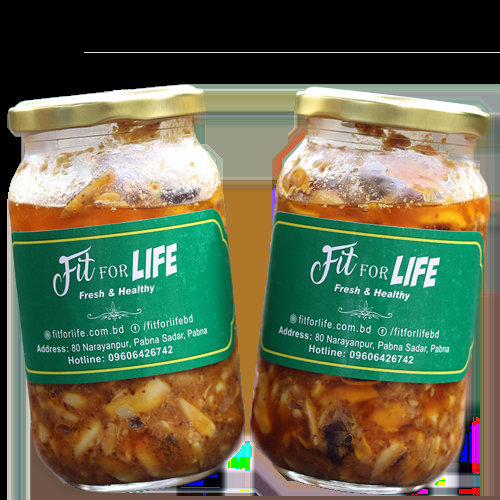 Fit FOR LIFE
Fresh & Healthy
fitforlife.com.bd /fitforlifebd
Address: 80 Narayanpur, Pabna Sadar, Pabna
Hotline: 09606426742
Fit FOR LIFE
Fresh & Healthy
fitforlife.com.bd /fitforlifebd
Address: 80 Narayanpur, Pabna Sadar, Pabna
Hotline: 09606426742